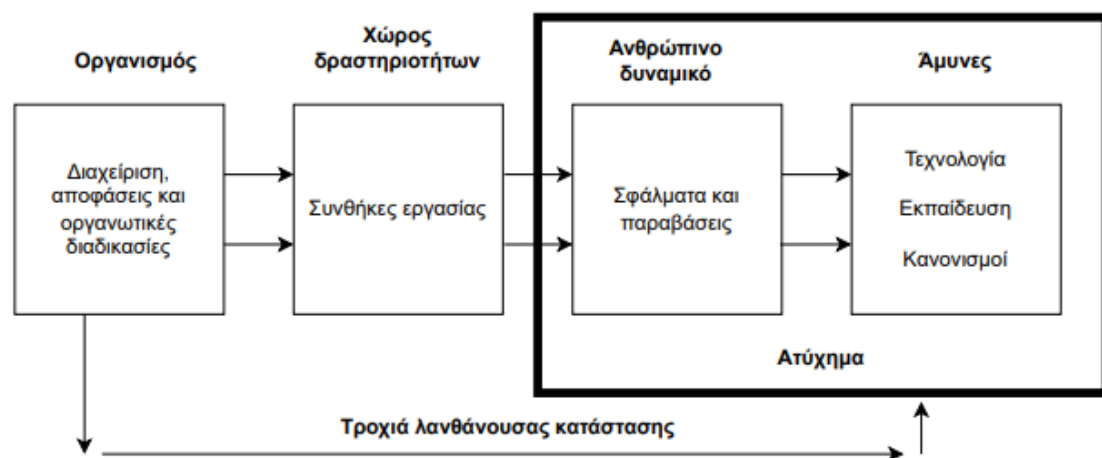 Οργανισμός
Χώρος
δραστηριοτήτων
Ανθρώπινο
δυναμικό
Άμυνες
Διαχείριση,
αποφάσεις και
οργανωτικές
διαδικασίες
Συνθήκες εργασίας
Σφάλματα και
παραβάσεις
Τεχνολογία
Εκπαίδευση
Κανονισμοί
Ατύχημα
Τροχιά λανθάνουσας κατάστασης